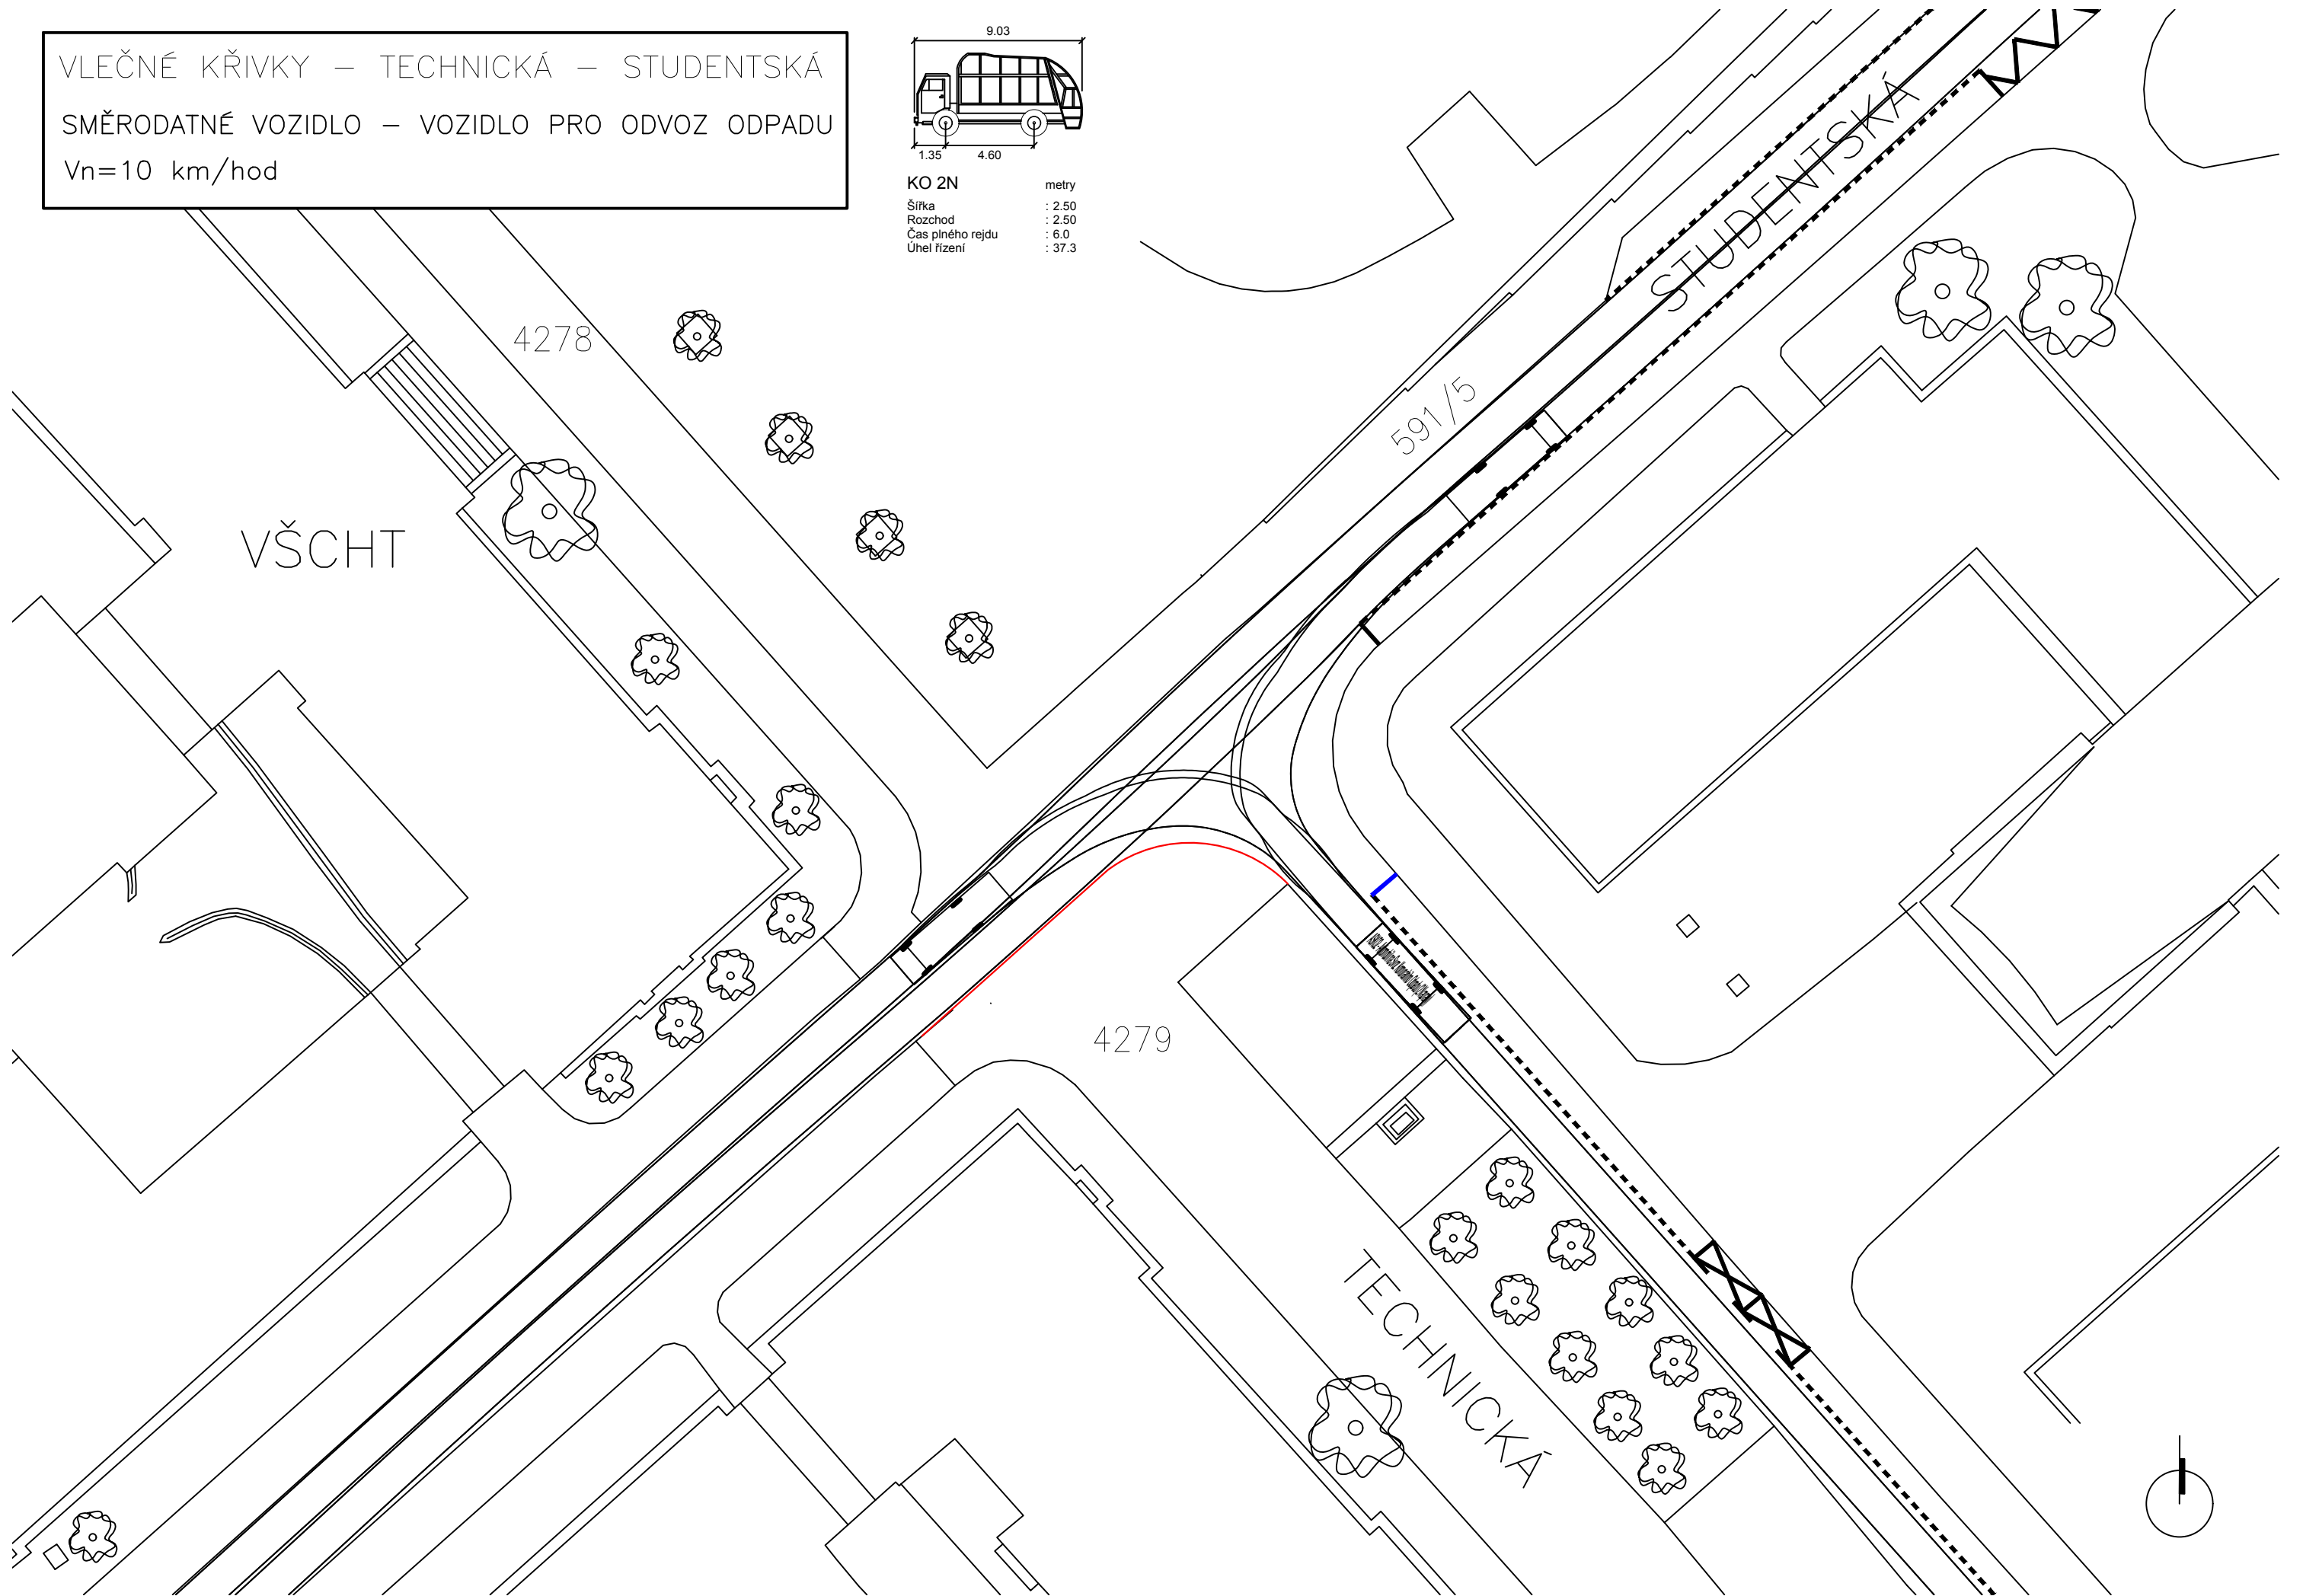 VLEČNÉ KŘIVKY – TECHNICKÁ – STUDENTSKÁ
SMĚRODATNÉ VOZIDLO – VOZIDLO PRO ODVOZ ODPADU
Vn=10 km/hod
9.03
1.35
4.60
KO 2N metry
Šířka : 2.50
Rozchod : 2.50
Čas plného rejdu : 6.0
Úhel řízení : 37.3
STUDENTSKÁ
4278
591/5
VŠCHT
4279
TECHNICKÁ